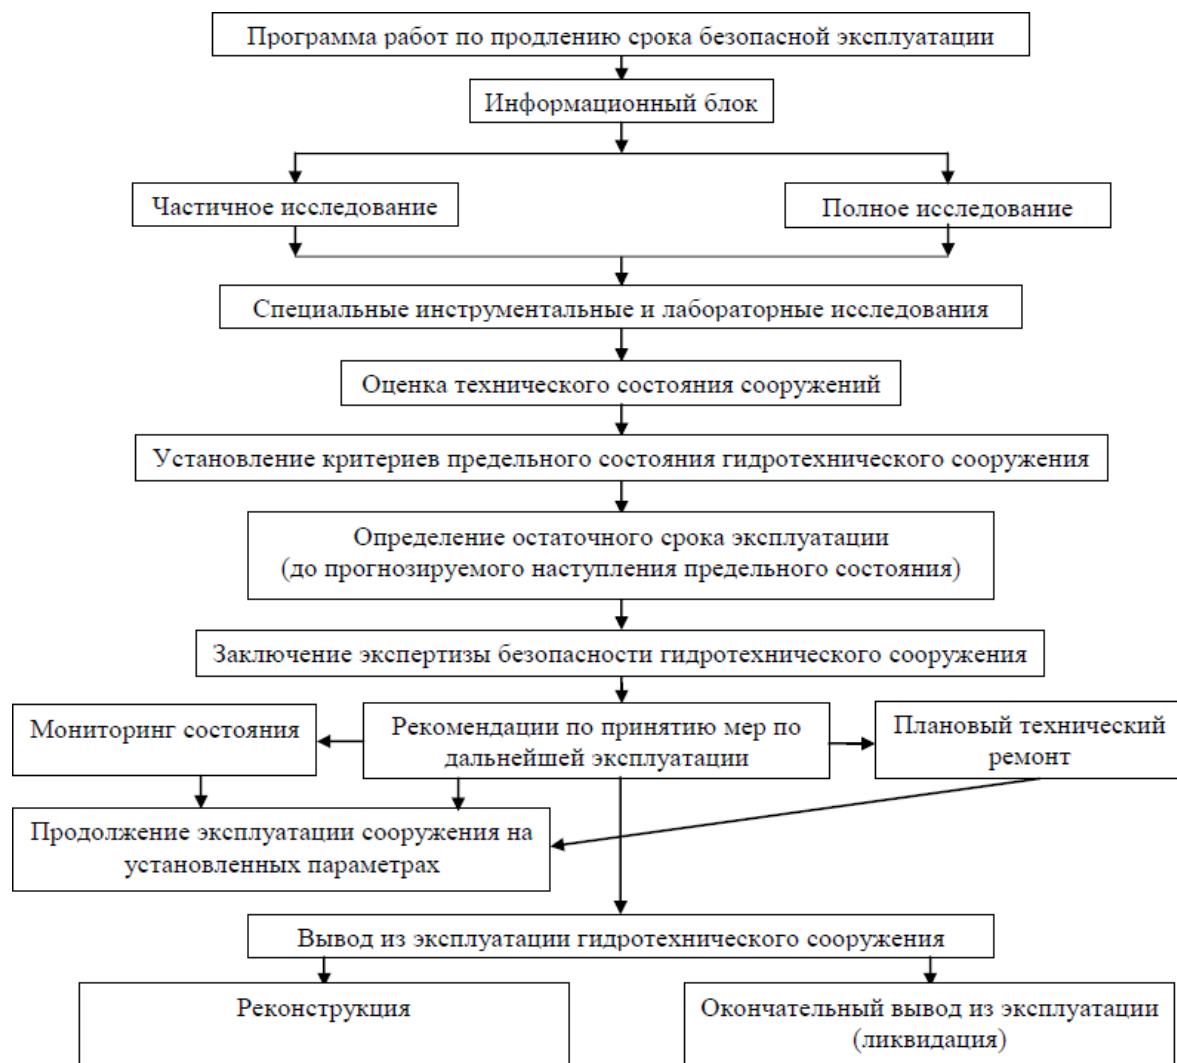 Программа работ по продлению срока безопасной эксплуатации
Информационный блок
Частичное исследование
Полное исследование
Специальные инструментальные и лабораторные исследования
Оценка технического состояния сооружений
Установление критериев предельного состояния гидротехнического сооружения
Определение остаточного срока эксплуатации
(до прогнозируемого наступления предельного состояния)
Заключение экспертизы безопасности гидротехнического сооружения
Мониторинг состояния
Рекомендации по принятию мер по
дальнейшей эксплуатации
Плановый технический
ремонт
Продолжение эксплуатации сооружения на
установленных параметрах
Вывод из эксплуатации гидротехнического сооружения
Реконструкция
Окончательный вывод из эксплуатации
(ликвидация)